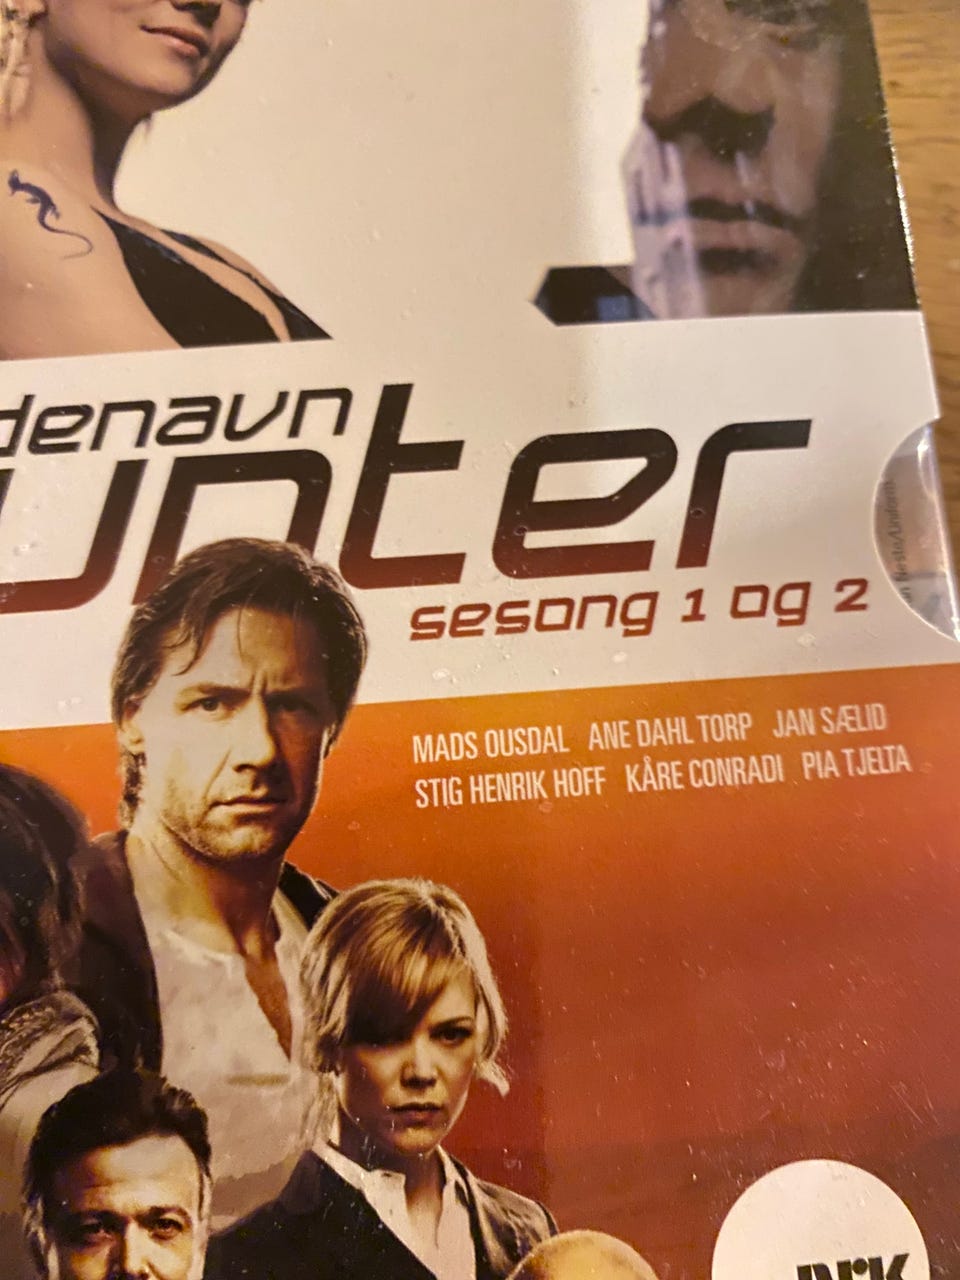 denavn
unter
sesong 1 og 2
MADS OUSDAL ANE DAHL TORP JAN SÆLID
STIG HENRIK HOFF KÅRE CONRADI PIA TJELTA
NRK